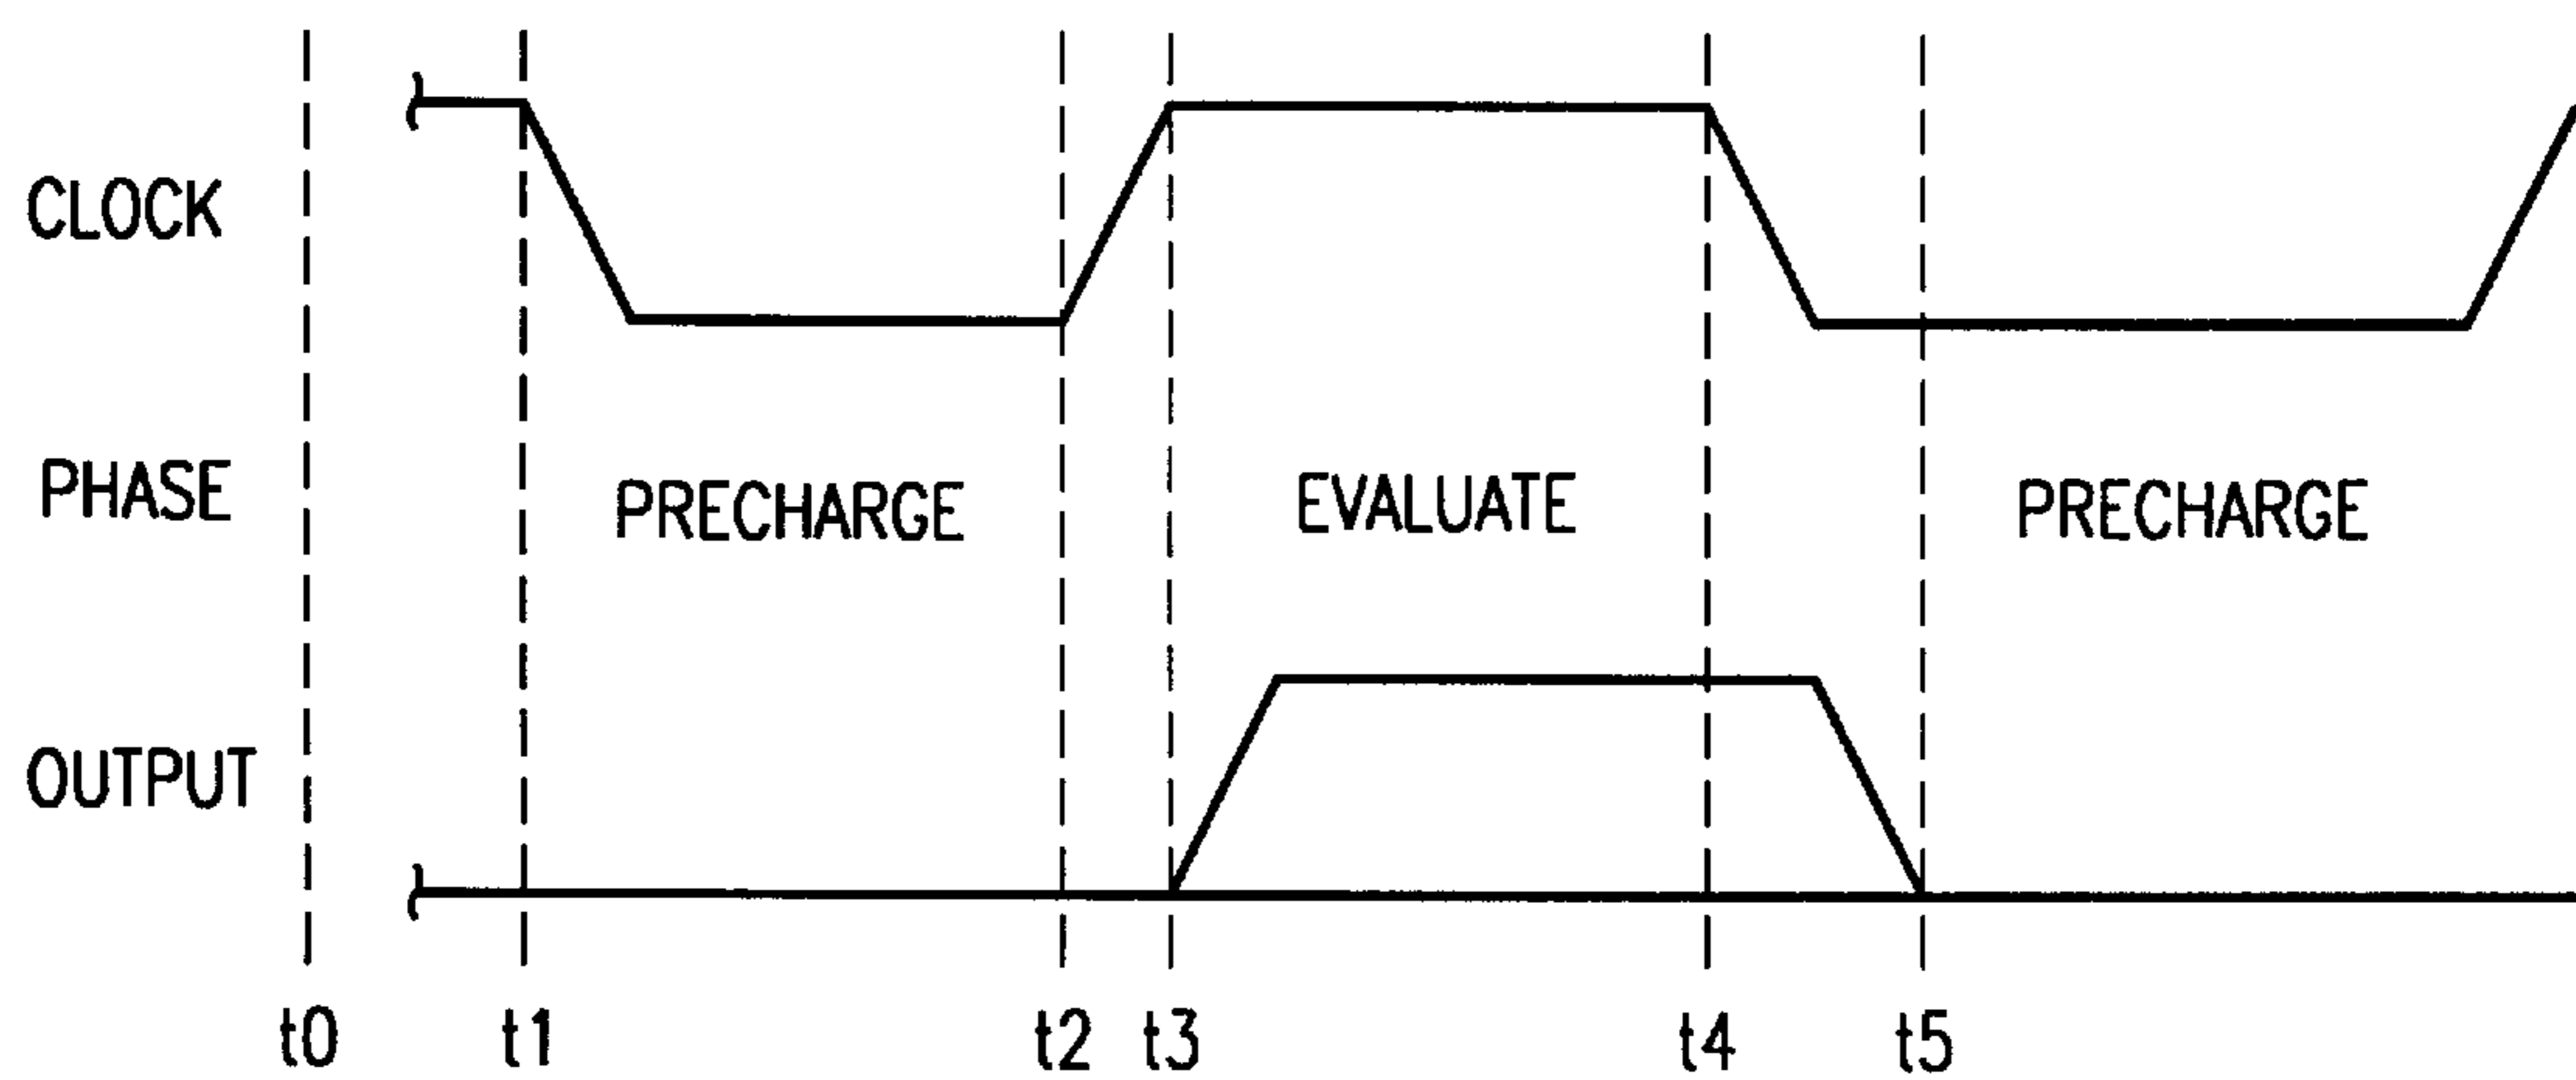 CLOCK
PHASE PRECHARGE EVALUATE PRECHARGE
OUTPUT
t0 t1 t2 t3 t4 t5